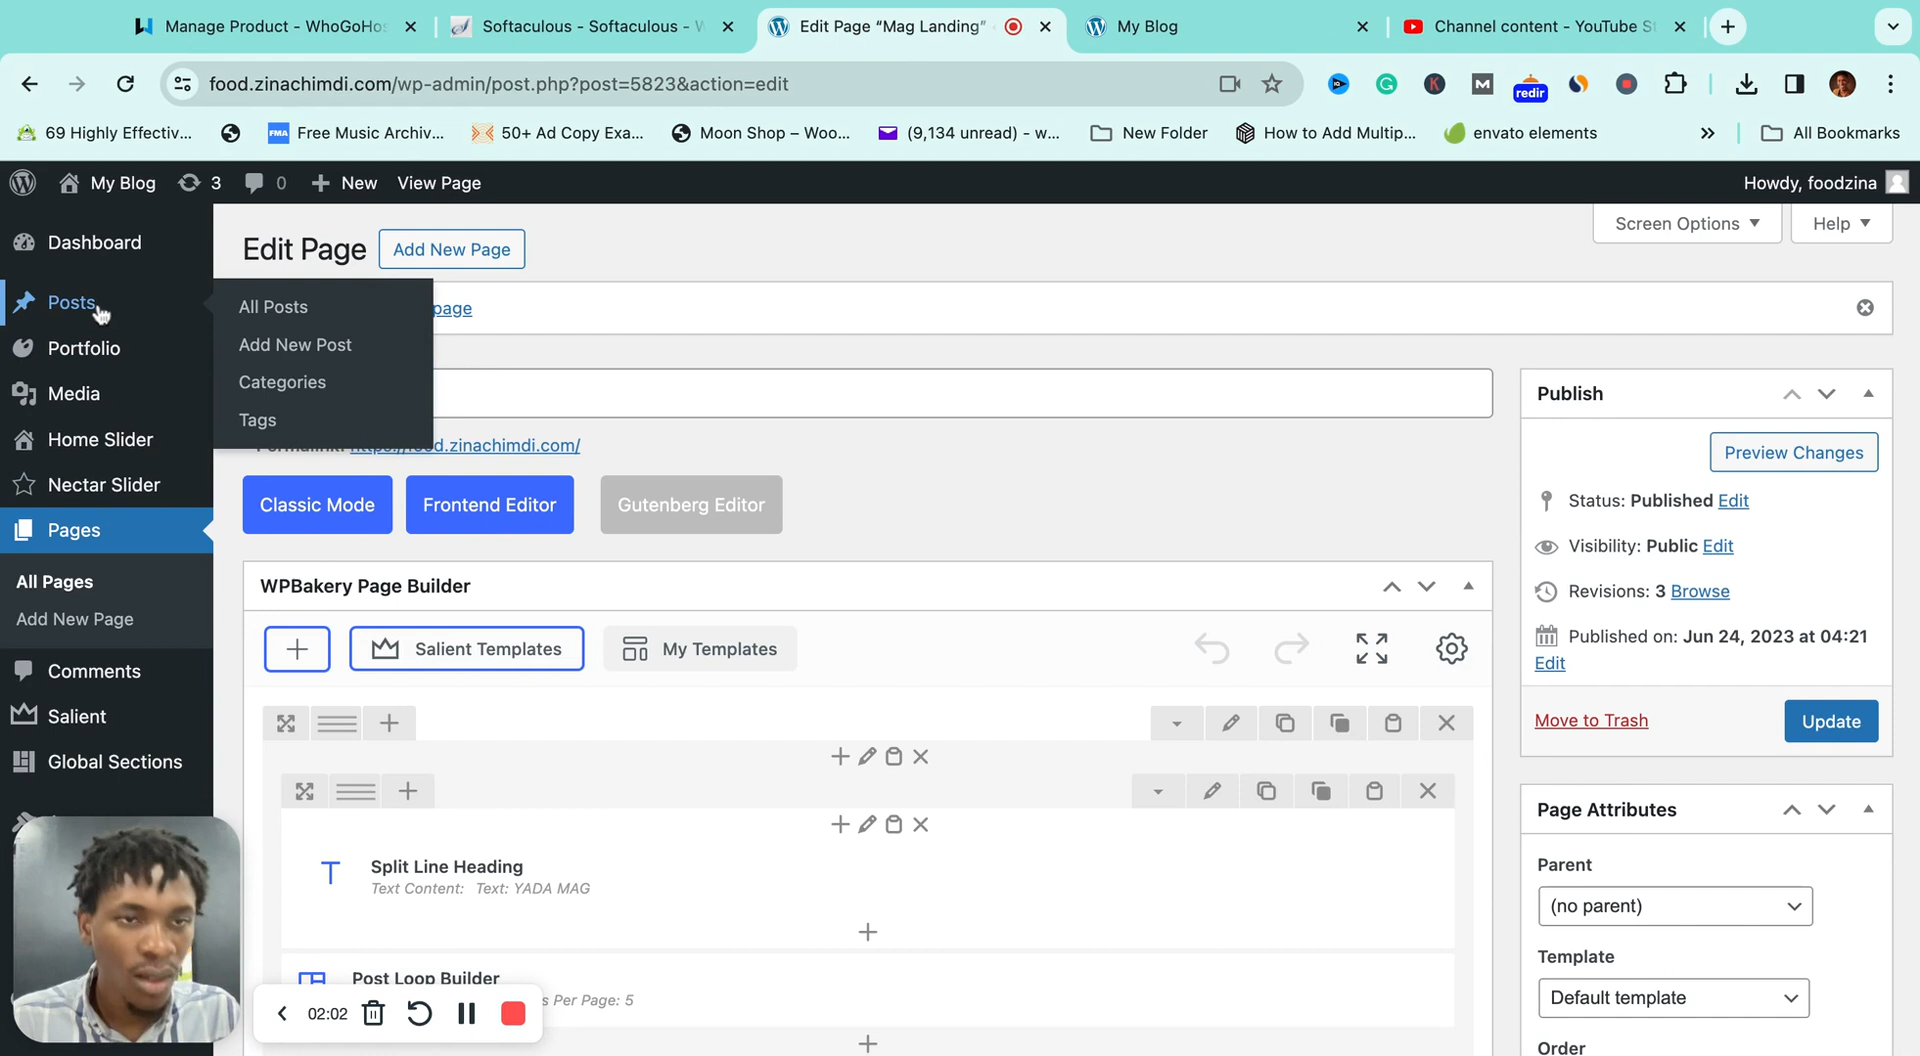 Manage Product - WhoGoHos
Softaculous - Softaculous - W
Edit Page “Mag Landing”
My Blog
Channel content - YouTube St
food.zinachimdi.com/wp-admin/post.php?post=5823&action=edit
redir
69 Highly Effectiv...
FMA
Free Music Archiv...
50+ Ad Copy Exa...
Moon Shop – Woo...
(9,134 unread) - w...
New Folder
How to Add Multip...
envato elements
All Bookmarks
My Blog
3
0
New
View Page
Howdy, foodzina
Dashboard
Posts
Portfolio
Media
Home Slider
Nectar Slider
Pages
All Pages
Add New Page
Comments
Salient
Global Sections
All Posts
Add New Post
Categories
Tags
Edit Page
Add New Page
Screen Options
Help
page
Permalink: https://food.zinachimdi.com/
Classic Mode
Frontend Editor
Gutenberg Editor
WPBakery Page Builder
Salient Templates
My Templates
Split Line Heading
Text Content: Text: YADA MAG
Post Loop Builder
s Per Page: 5
02:02
Publish
Preview Changes
Status: Published Edit
Visibility: Public Edit
Revisions: 3 Browse
Published on: Jun 24, 2023 at 04:21
Edit
Move to Trash
Update
Page Attributes
Parent
(no parent)
Template
Default template
Order